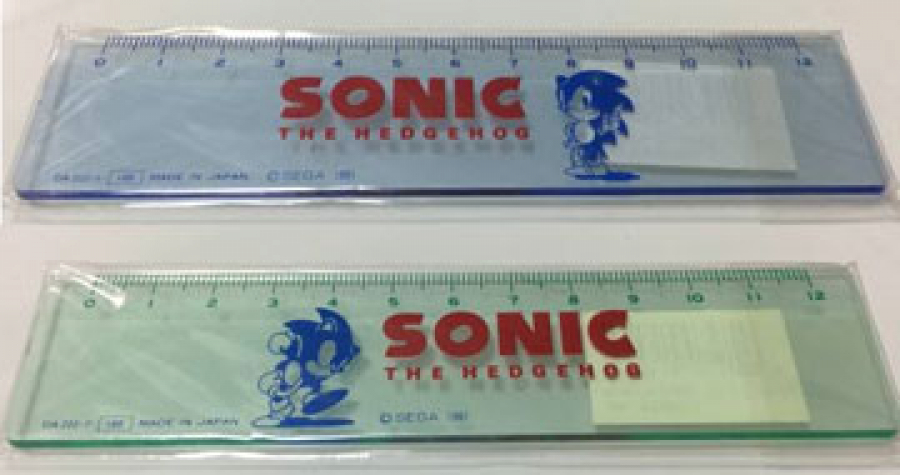 0 1 2 3 4 5 6 7 8 9 10 11 12
SONIC
THE HEDGEHOG
MADE IN JAPAN © SEGA 1991
0 1 2 3 4 5 6 7 8 9 10 11 12
SONIC
THE HEDGEHOG
MADE IN JAPAN © SEGA 1991